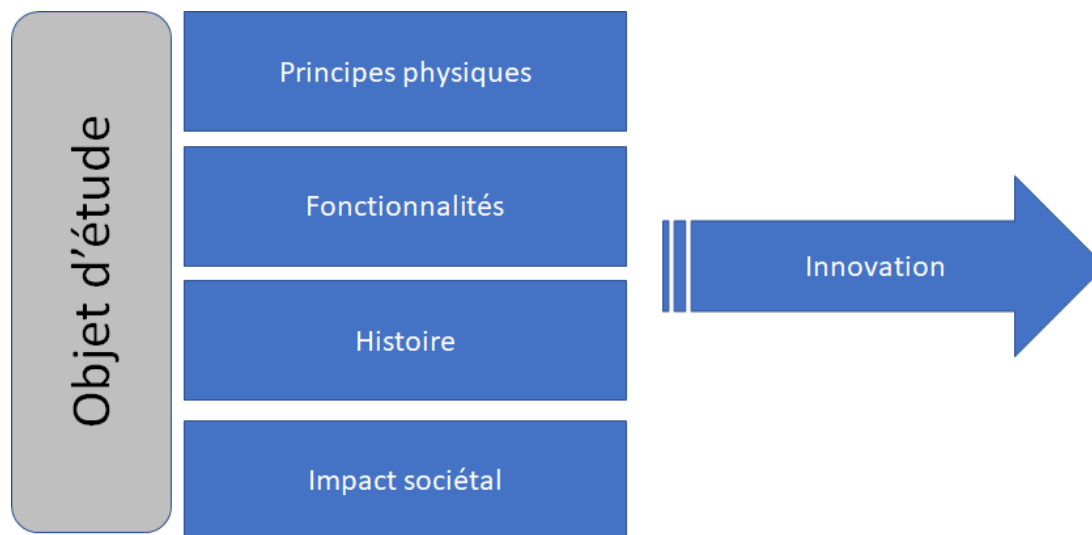 Objet d’étude
Principes physiques
Fonctionnalités
Histoire
Impact sociétal
Innovation